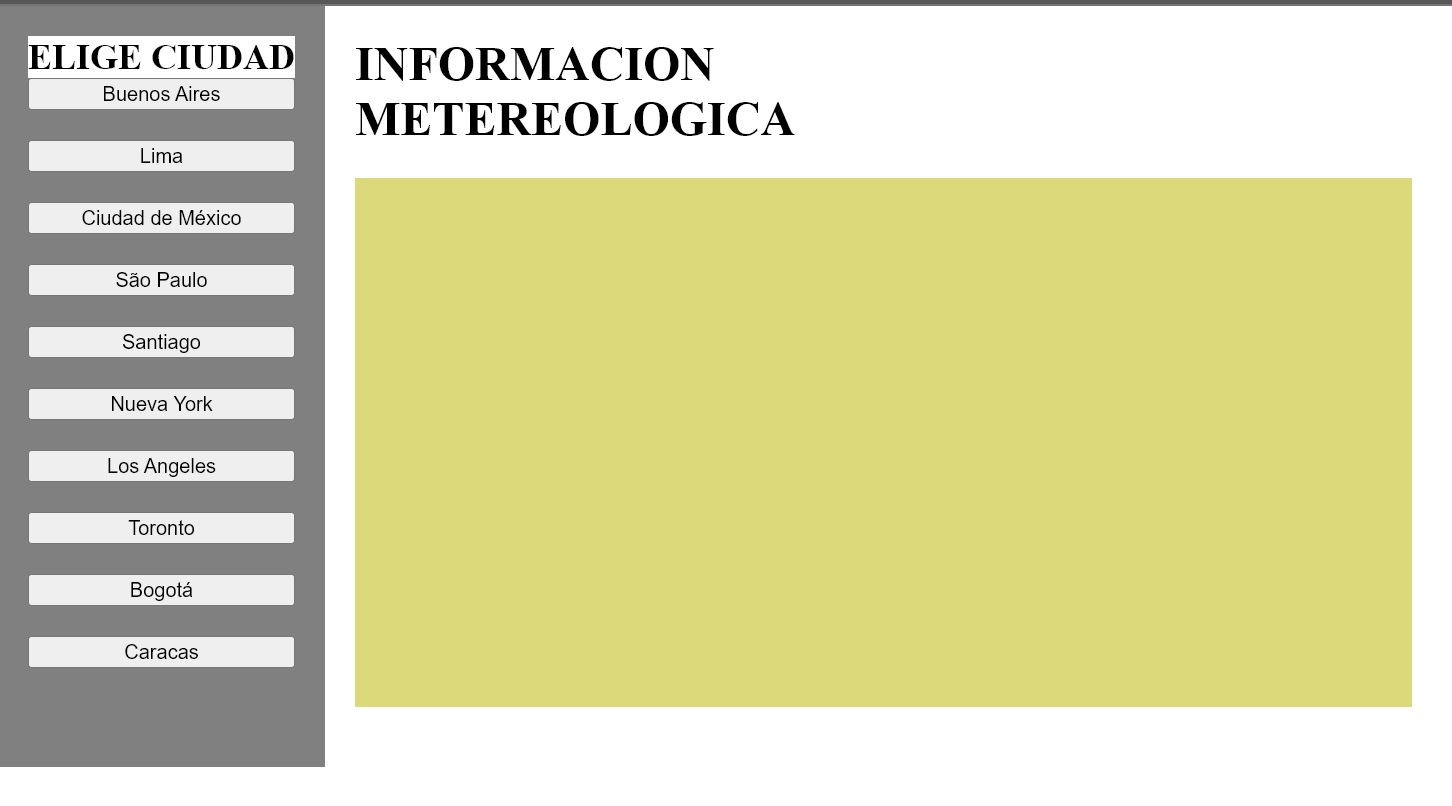 ELIGE CIUDAD
Buenos Aires
Lima
Ciudad de México
São Paulo
Santiago
Nueva York
Los Angeles
Toronto
Bogotá
Caracas
INFORMACION
METEREOLOGICA